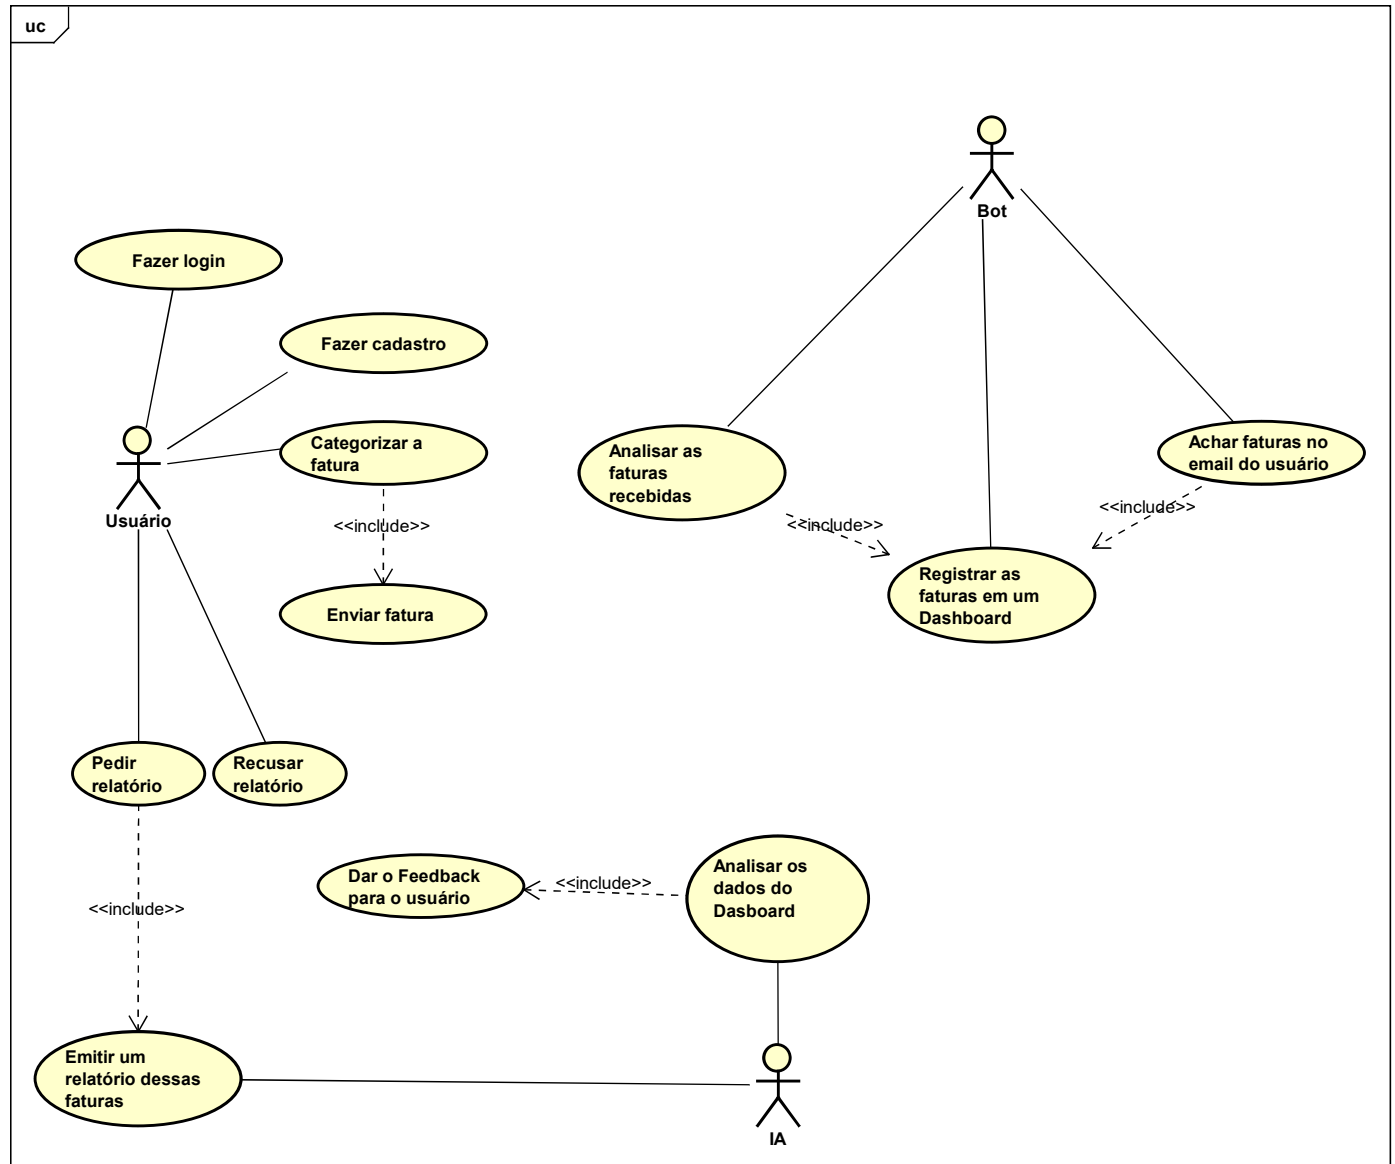 uc
Bot
Fazer login
Fazer cadastro
Categorizar a
fatura
Analisar as
faturas
recebidas
Achar faturas no
email do usuário
<<include>>
<<include>>
<<include>>
Usuário
Registrar as
faturas em um
Dashboard
Enviar fatura
Pedir
relatório
Recusar
relatório
<<include>>
Dar o Feedback
para o usuário
<<include>>
Analisar os
dados do
Dasboard
Emitir um
relatório dessas
faturas
IA